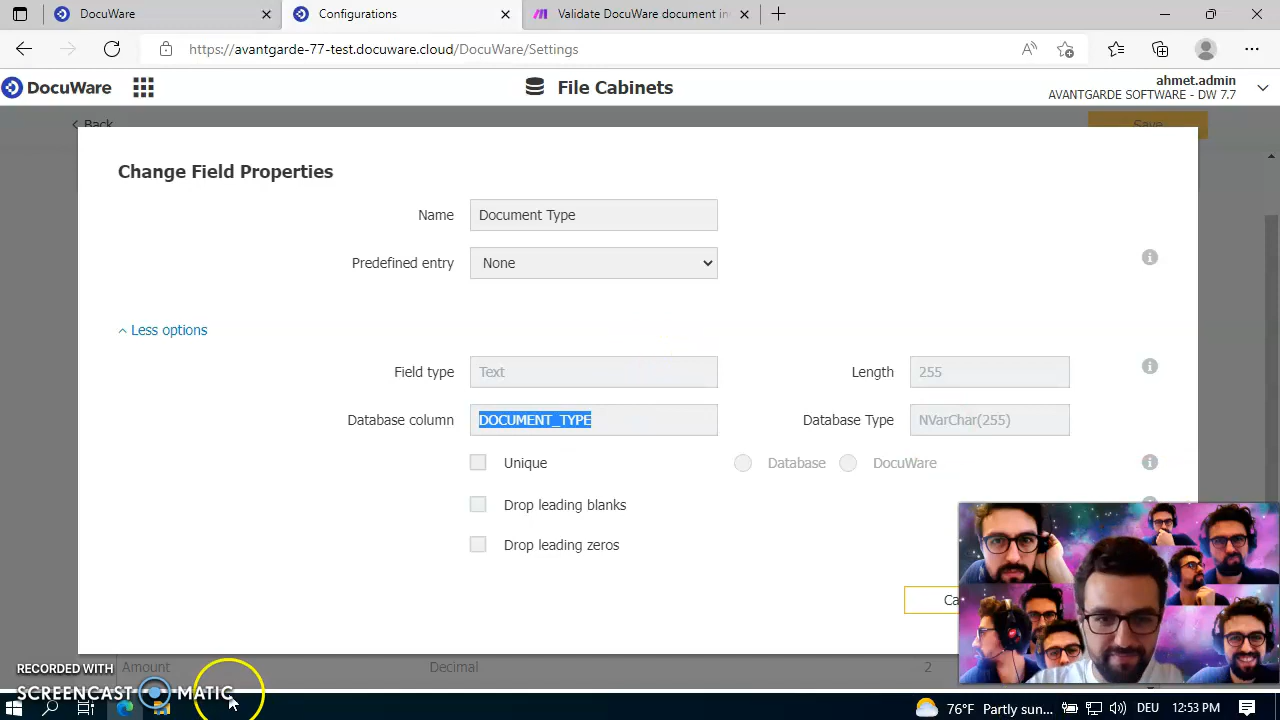 DocuWare
Configurations
Validate DocuWare document in
https://avantgarde-77-test.docuware.cloud/DocuWare/Settings
DocuWare
File Cabinets
ahmet.admin
AVANTGARDE SOFTWARE - DW 7.7
Back
Save
Change Field Properties
Name
Document Type
Predefined entry
None
Less options
Field type
Text
Length
255
Database column
DOCUMENT_TYPE
Database Type
NVarChar(255)
Unique
Database
DocuWare
Drop leading blanks
Drop leading zeros
Ca
Amount
Decimal
2
RECORDED WITH
SCREENCAST MATIC
76°F Partly sun...
DEU
12:53 PM